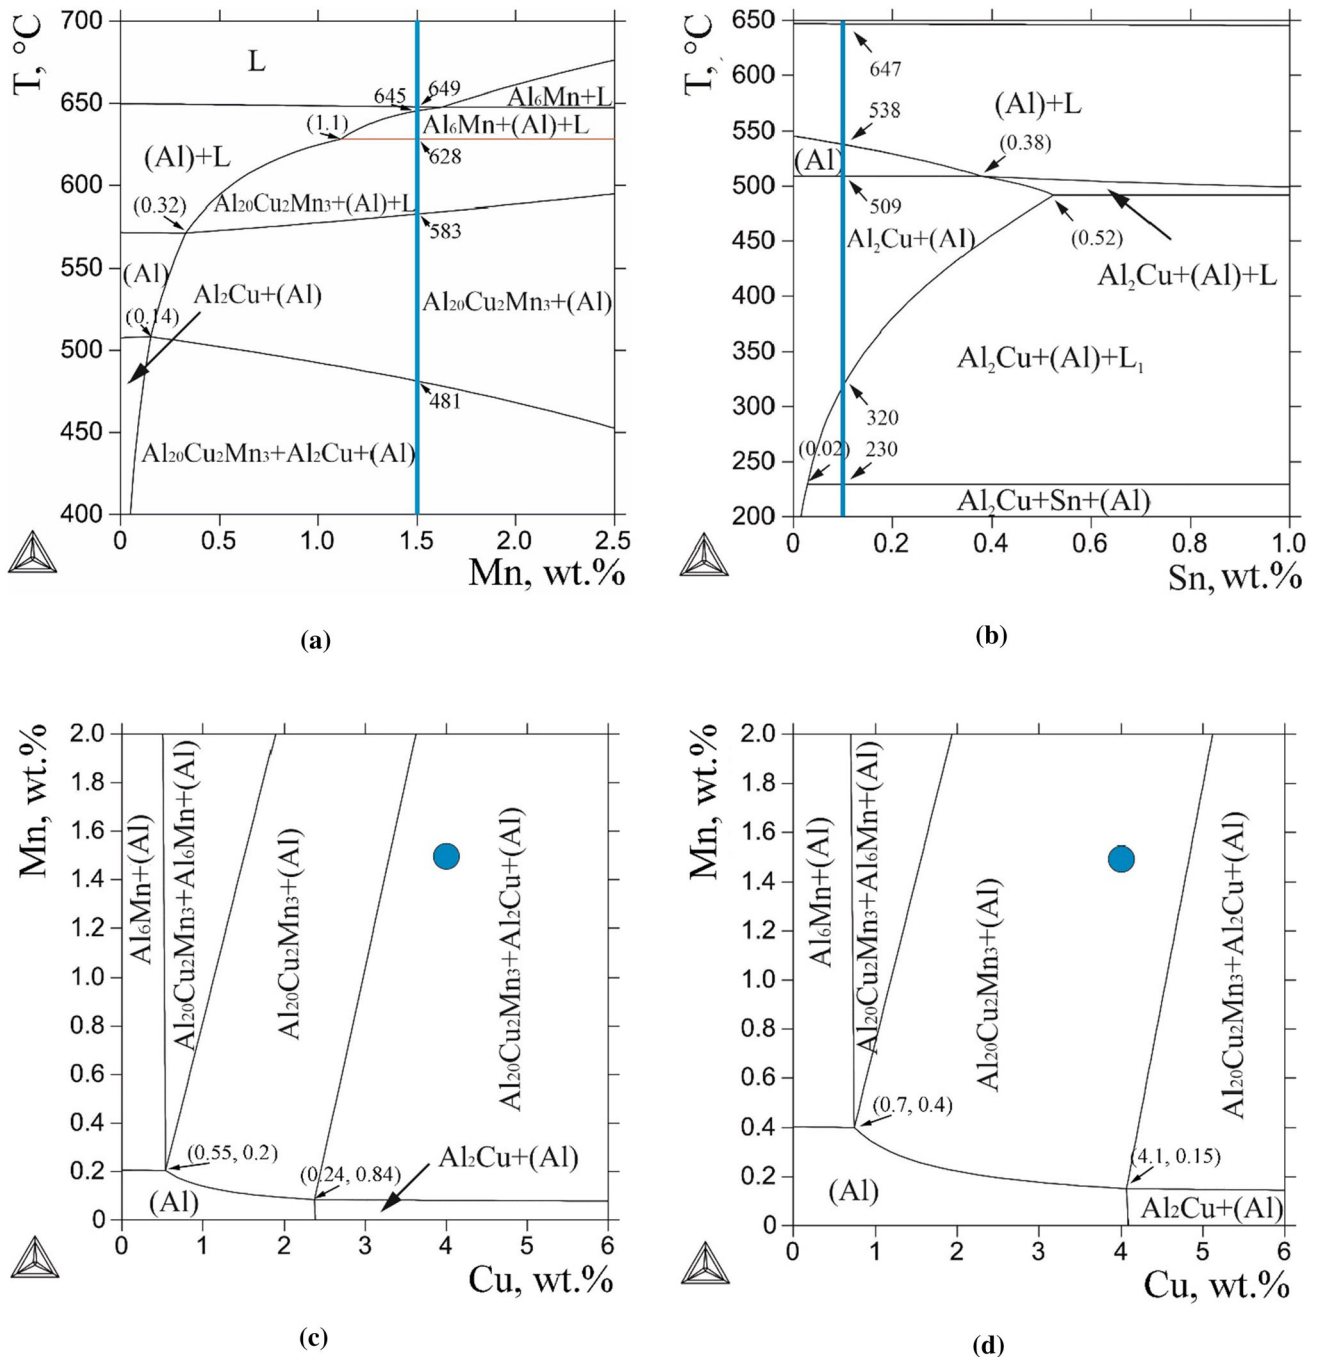 T, °C
700
650
600
550
500
450
400
L
645
649
Al₆Mn+L
(1.1)
Al₆Mn+(Al)+L
628
(Al)+L
(0.32)
Al₂₀Cu₂Mn₃+(Al)+L
583
(Al)
Al₂Cu+(Al)
Al₂₀Cu₂Mn₃+(Al)
(0.14)
481
Al₂₀Cu₂Mn₃+Al₂Cu+(Al)
0 0.5 1.0 1.5 2.0 2.5
Mn, wt.%
(a)
T, °C
650
600
550
500
450
400
350
300
250
200
647
(Al)+L
538
(0.38)
(Al)
509
Al₂Cu+(Al)
(0.52)
Al₂Cu+(Al)+L
Al₂Cu+(Al)+L₁
320
(0.02)
230
Al₂Cu+Sn+(Al)
0 0.2 0.4 0.6 0.8 1.0
Sn, wt.%
(b)
Mn, wt.%
2.0
1.8
1.6
1.4
1.2
1.0
0.8
0.6
0.4
0.2
0
Al₆Mn+(Al)
Al₂₀Cu₂Mn₃+Al₆Mn+(Al)
Al₂₀Cu₂Mn₃+(Al)
Al₂₀Cu₂Mn₃+Al₂Cu+(Al)
(0.55, 0.2)
(0.24, 0.84)
Al₂Cu+(Al)
(Al)
0 1 2 3 4 5 6
Cu, wt.%
(c)
Mn, wt.%
2.0
1.8
1.6
1.4
1.2
1.0
0.8
0.6
0.4
0.2
0
Al₆Mn+(Al)
Al₂₀Cu₂Mn₃+Al₆Mn+(Al)
Al₂₀Cu₂Mn₃+(Al)
Al₂₀Cu₂Mn₃+Al₂Cu+(Al)
(0.7, 0.4)
(4.1, 0.15)
(Al)
Al₂Cu+(Al)
0 1 2 3 4 5 6
Cu, wt.%
(d)